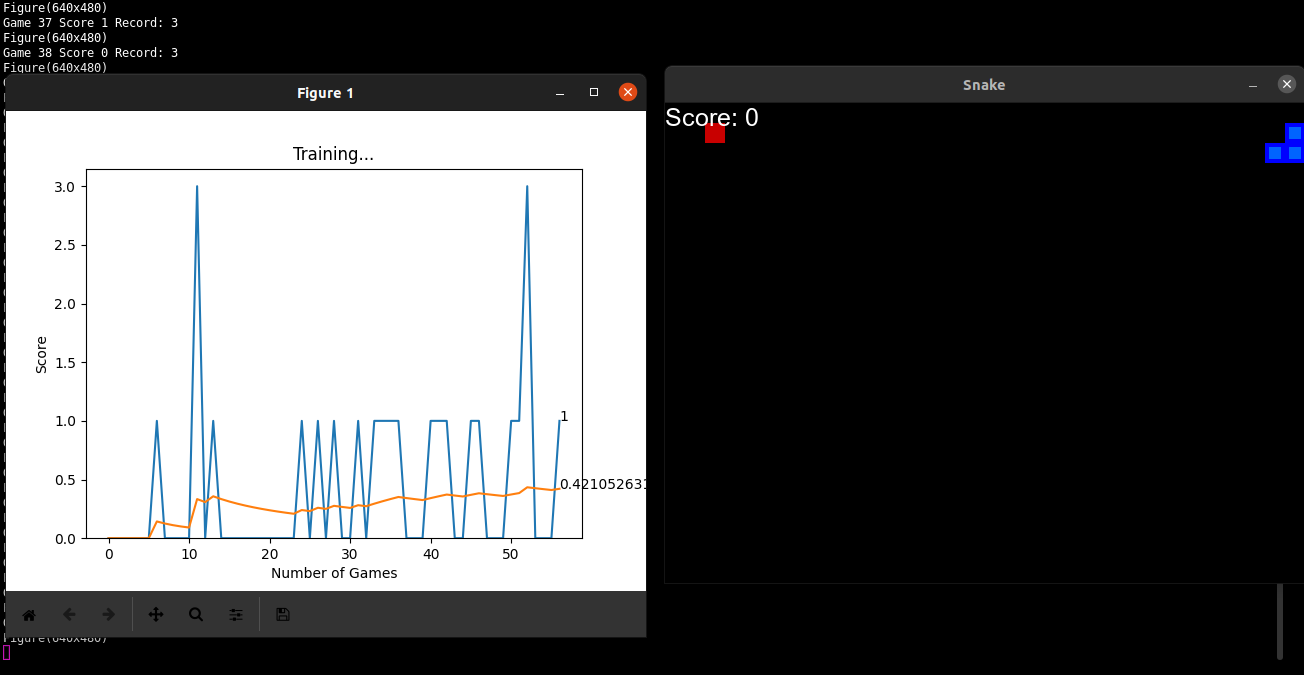 Figure(640x480)
Game 37 Score 1 Record: 3
Figure(640x480)
Game 38 Score 0 Record: 3
Figure(640x480)
Figure 1
Training...
3.0
2.5
2.0
1.5
1.0
0.5
0.0
Score
1
0.421052631
0 10 20 30 40 50
Number of Games
Figure(640x480)
Snake
Score: 0